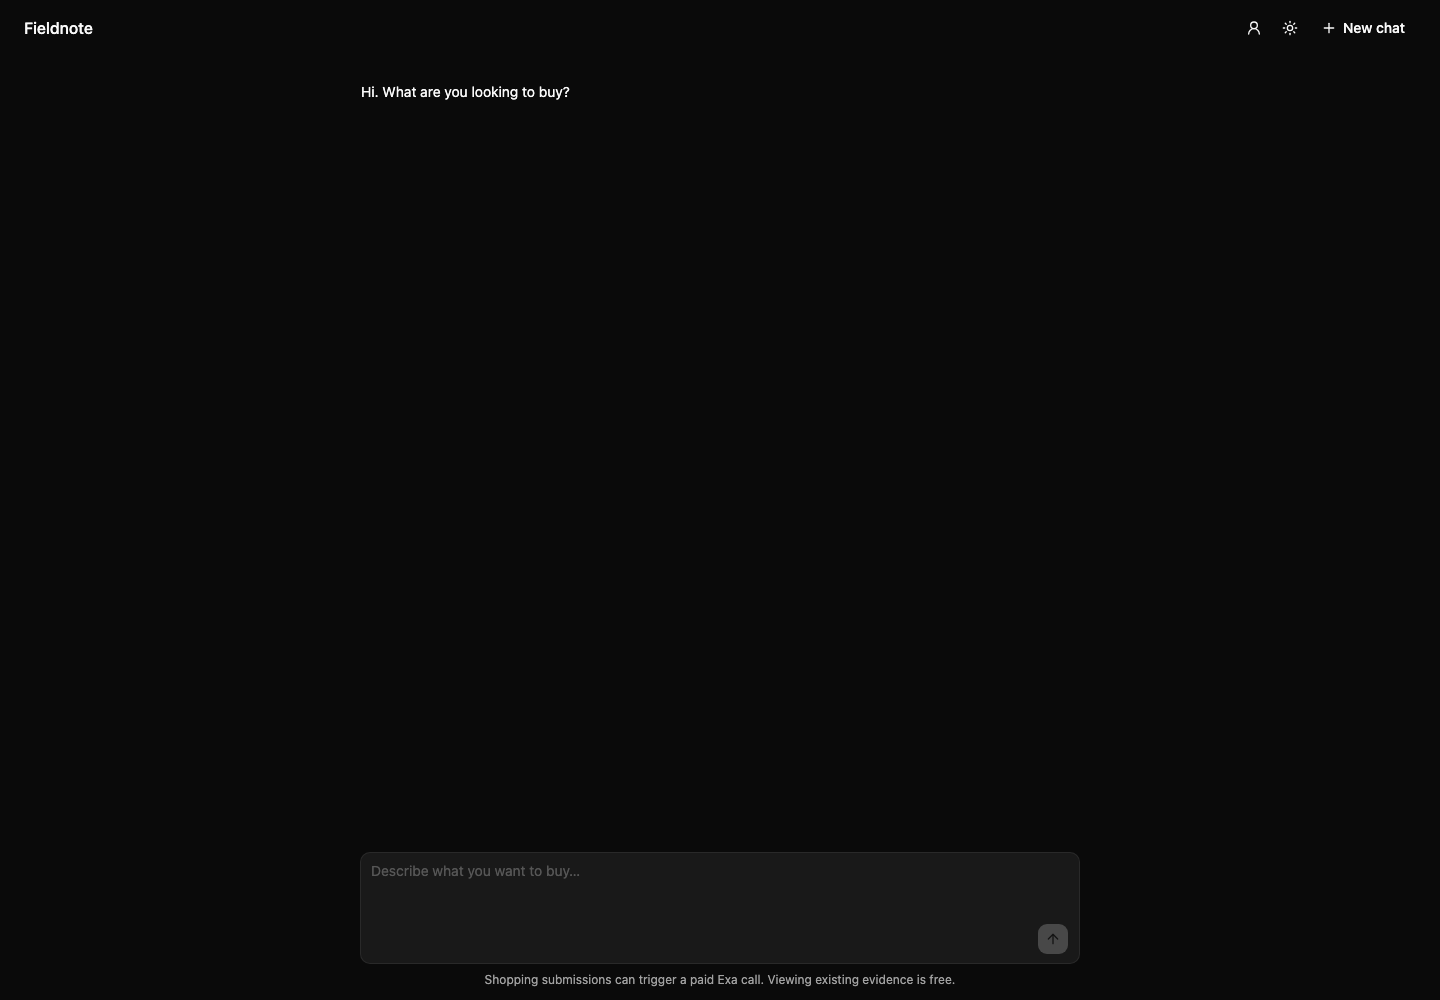 Fieldnote
New chat
Hi. What are you looking to buy?
Describe what you want to buy...
Shopping submissions can trigger a paid Exa call. Viewing existing evidence is free.